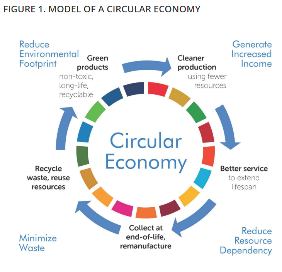 FIGURE 1. MODEL OF A CIRCULAR ECONOMY
Reduce
Environmental
Footprint
Generate
Increased
Income
Green
products
non-toxic,
long-life,
recyclable
Cleaner
production
using fewer
resources
Circular
Economy
Recycle
waste, reuse
resources
Better service
to extend
lifespan
Collect at
end-of-life,
remanufacture
Minimize
Waste
Reduce
Resource
Dependency